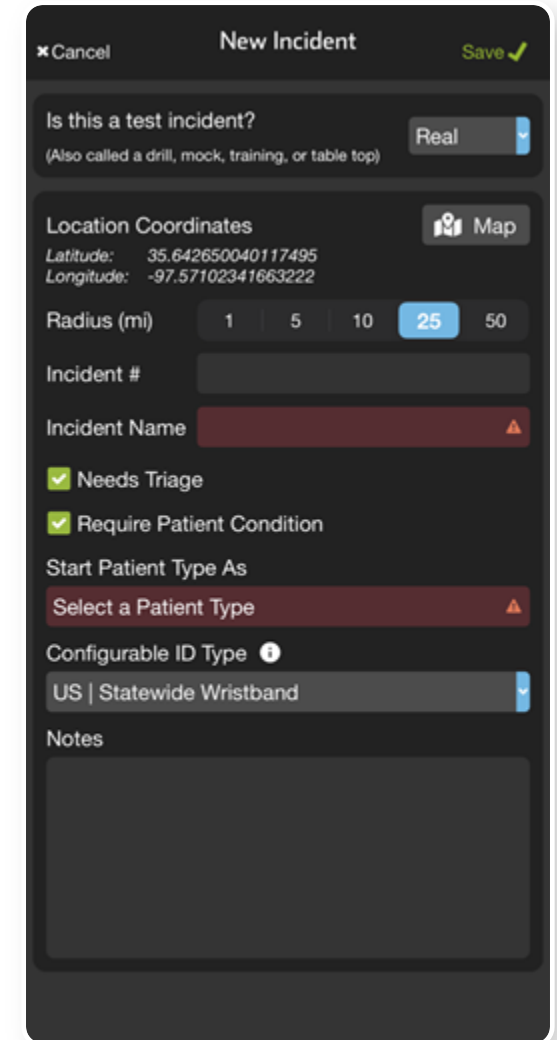 Cancel New Incident Save
Is this a test incident? Real
(Also called a drill, mock, training, or table top)
Location Coordinates Map
Latitude: 35.642650040117495
Longitude: -97.57102341663222
Radius (mi) 1 5 10 25 50
Incident #
Incident Name
Needs Triage
Require Patient Condition
Start Patient Type As
Select a Patient Type
Configurable ID Type
US | Statewide Wristband
Notes